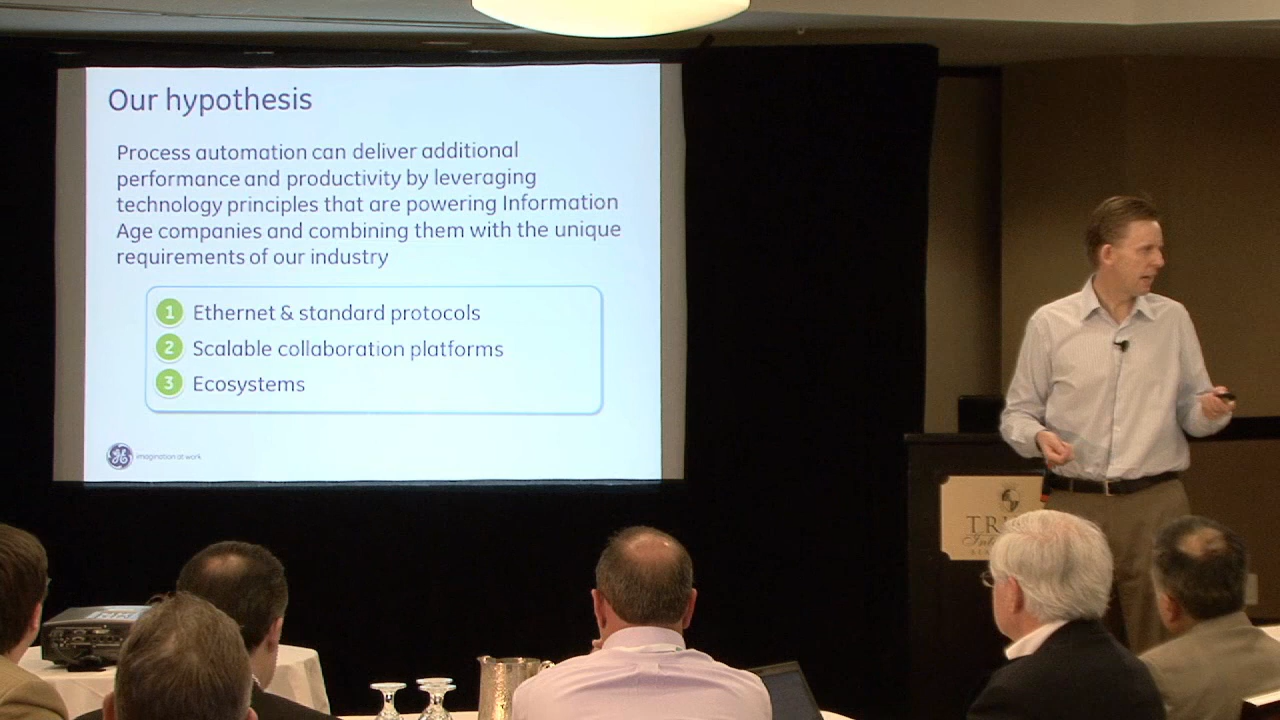 Our hypothesis
Process automation can deliver additional
performance and productivity by leveraging
technology principles that are powering Information
Age companies and combining them with the unique
requirements of our industry
1 Ethernet & standard protocols
2 Scalable collaboration platforms
3 Ecosystems
GE imagination at work